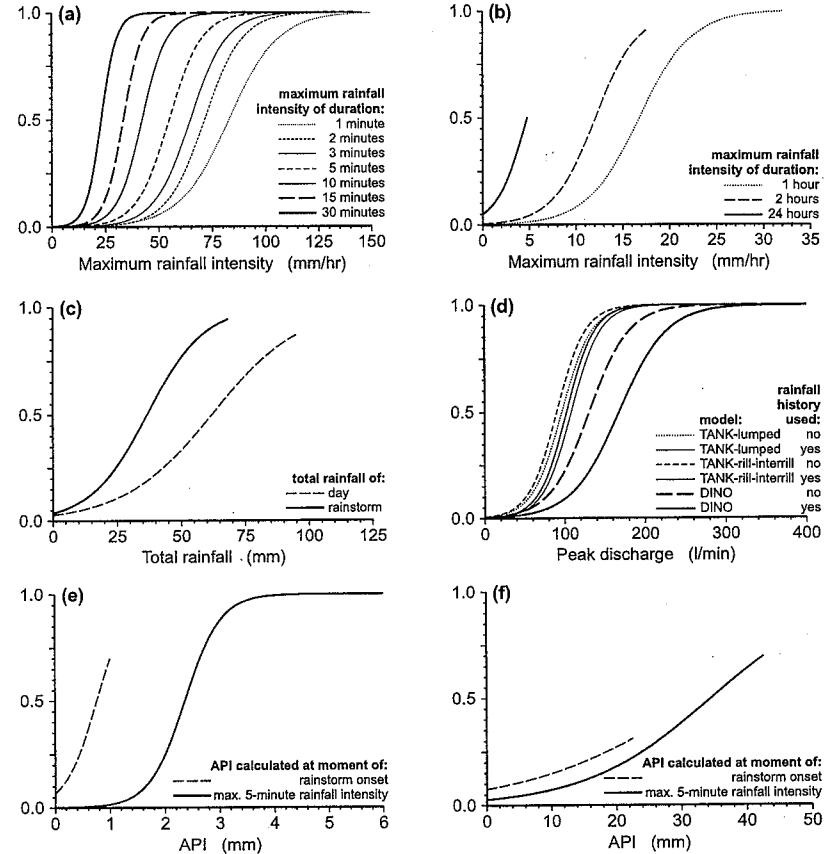 (a)
1.0
0.5
0.0
maximum rainfall
intensity of duration:
1 minute
2 minutes
3 minutes
5 minutes
10 minutes
15 minutes
30 minutes
0 25 50 75 100 125 150
Maximum rainfall intensity (mm/hr)
(b)
1.0
0.5
0.0
maximum rainfall
intensity of duration:
1 hour
2 hours
24 hours
0 5 10 15 20 25 30 35
Maximum rainfall intensity (mm/hr)
(c)
1.0
0.5
0.0
total rainfall of:
day
rainstorm
0 25 50 75 100 125
Total rainfall (mm)
(d)
1.0
0.5
0.0
rainfall
history
model: used:
TANK-lumped no
TANK-lumped yes
TANK-rill-interrill no
TANK-rill-interrill yes
DINO no
DINO yes
0 100 200 300 400
Peak discharge (l/min)
(e)
1.0
0.5
0.0
API calculated at moment of:
rainstorm onset
max. 5-minute rainfall intensity
0 1 2 3 4 5 6
API (mm)
(f)
1.0
0.5
0.0
API calculated at moment of:
rainstorm onset
max. 5-minute rainfall intensity
0 10 20 30 40 50
API (mm)